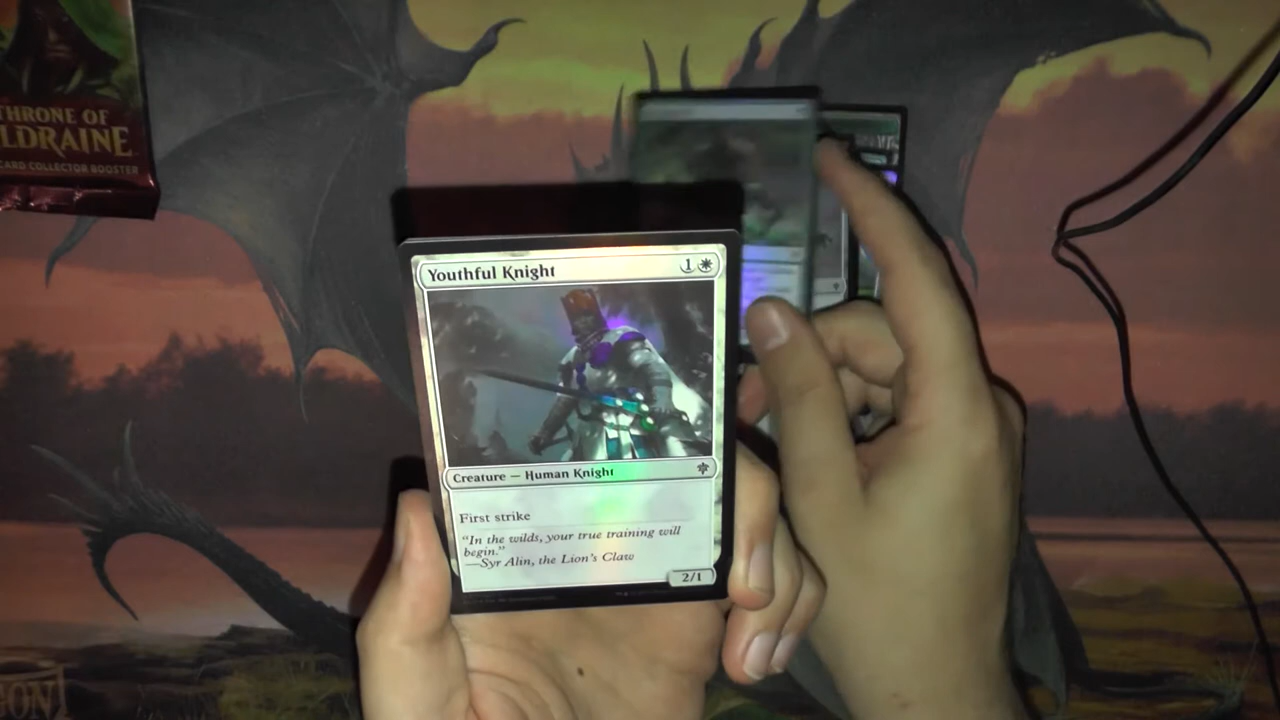 THRONE OF
ELDRAINE
CARD COLLECTOR BOOSTER
Youthful Knight 1
Creature — Human Knight
First strike
“In the wilds, your true training will
begin.”
—Syr Alin, the Lion's Claw
2/1